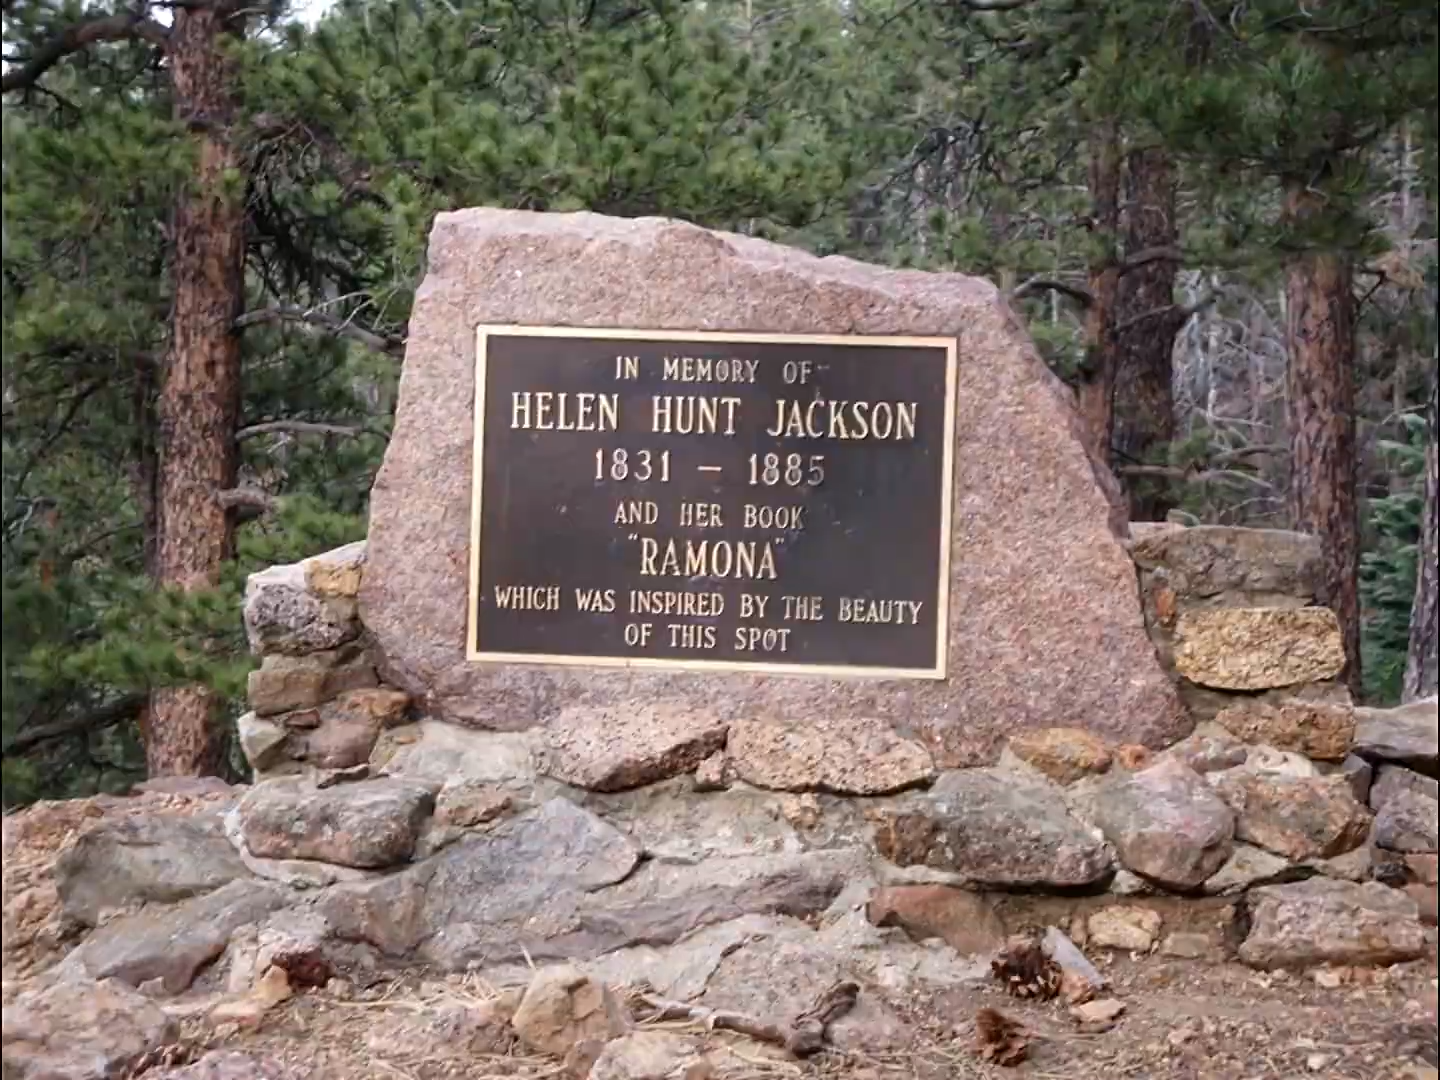 IN MEMORY OF
HELEN HUNT JACKSON
1831 – 1885
AND HER BOOK
"RAMONA"
WHICH WAS INSPIRED BY THE BEAUTY
OF THIS SPOT